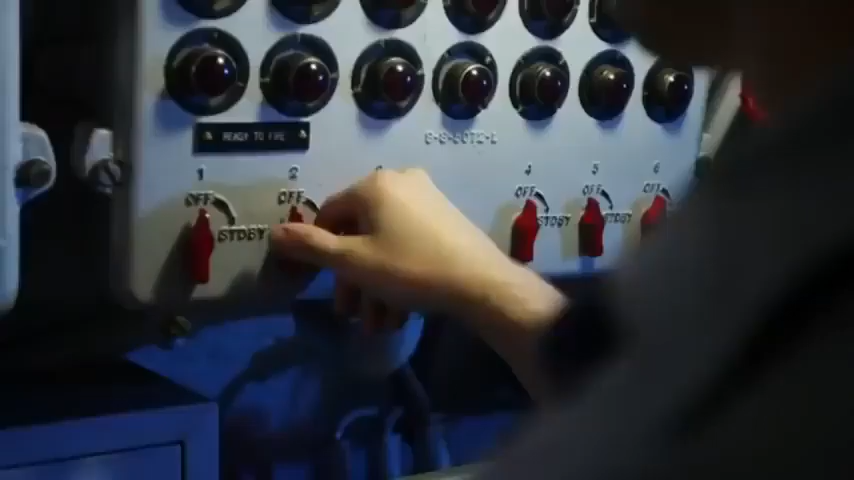 READY TO FIRE
1 2 4 5 6
OFF OFF OFF OFF OFF
STDBY STDBY STDBY